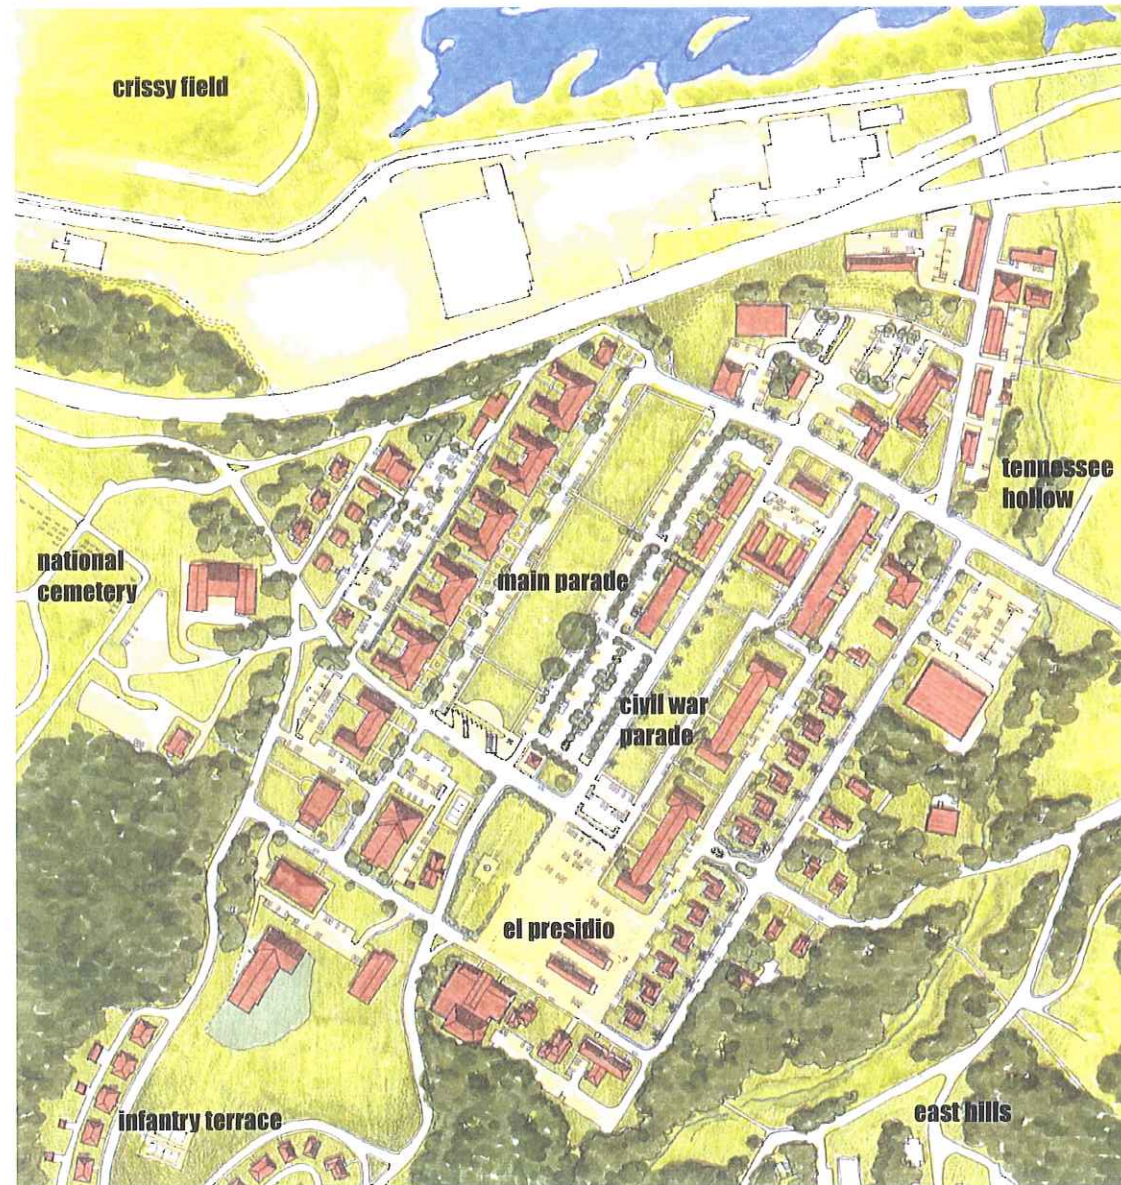 crissy field
tennessee
hollow
national
cemetery
main parade
civil war
parade
el presidio
infantry terrace
east hills